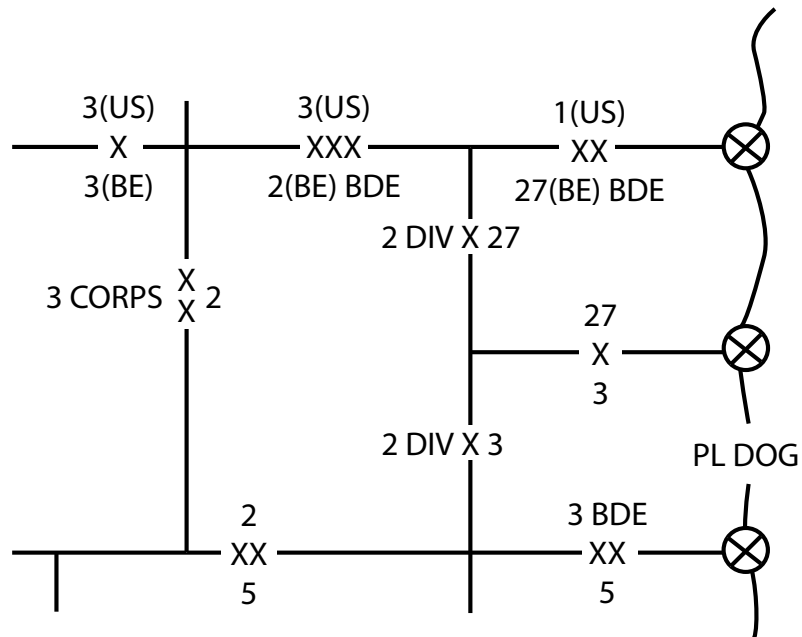 3(US)
X
3(BE)
3(US)
XXX
2(BE) BDE
1(US)
XX
27(BE) BDE
2 DIV X 27
3 CORPS X X 2
27
X
3
2 DIV X 3
PL DOG
2
XX
5
3 BDE
XX
5